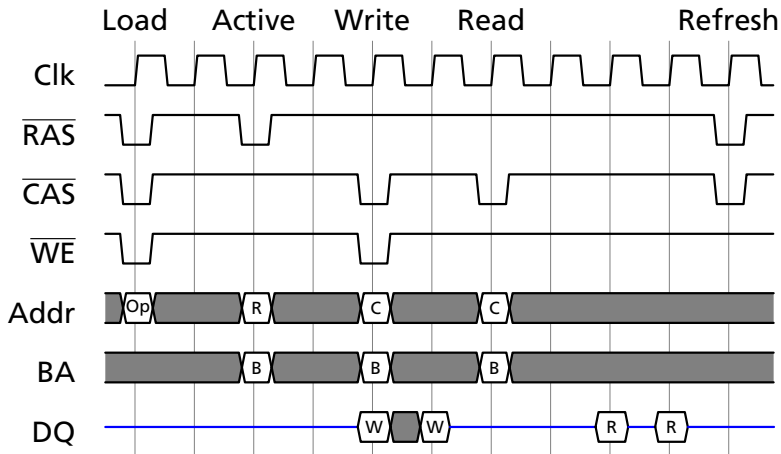 Load Active Write Read Refresh
Clk
RAS
CAS
WE
Addr Op R C C
BA B B B
DQ W W R R